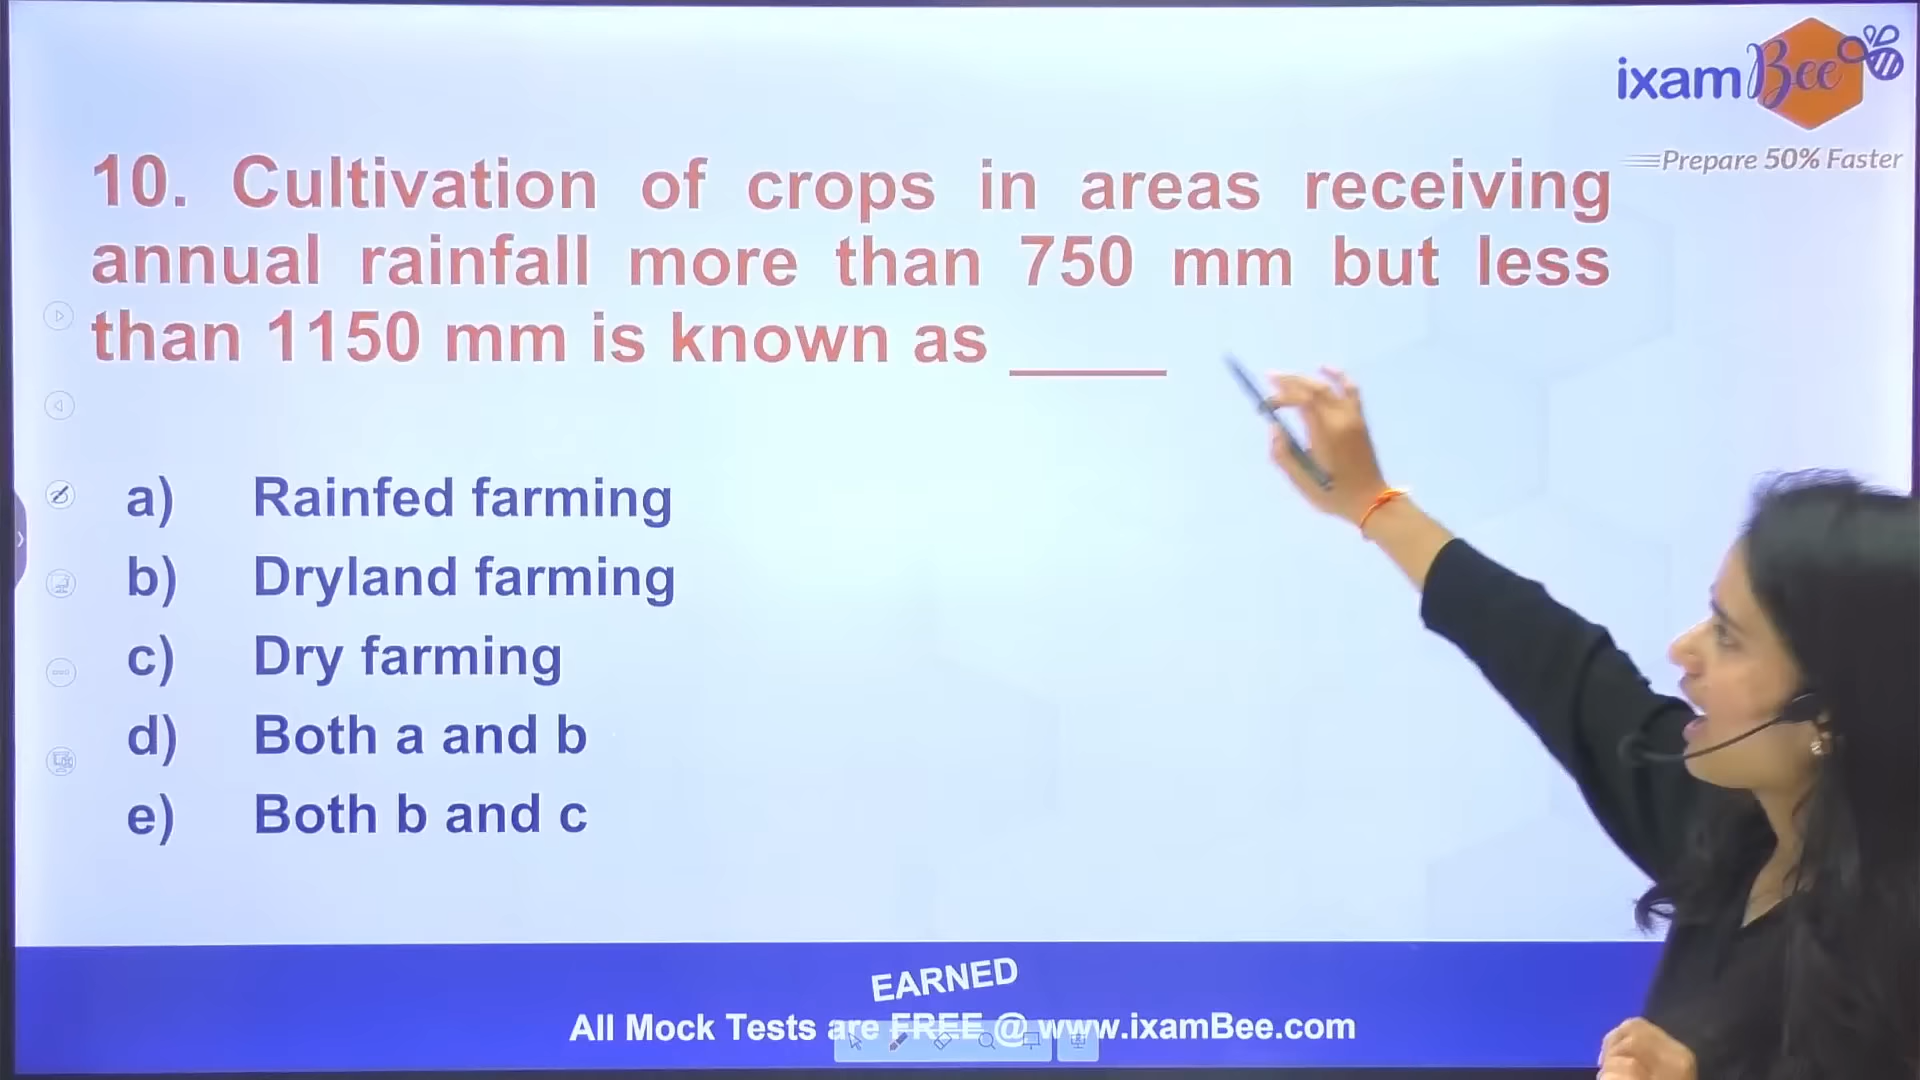 ixamBee
Prepare 50% Faster
10. Cultivation of crops in areas receiving
annual rainfall more than 750 mm but less
than 1150 mm is known as _____
a) Rainfed farming
b) Dryland farming
c) Dry farming
d) Both a and b
e) Both b and c
EARNED
All Mock Tests are FREE @ www.ixamBee.com